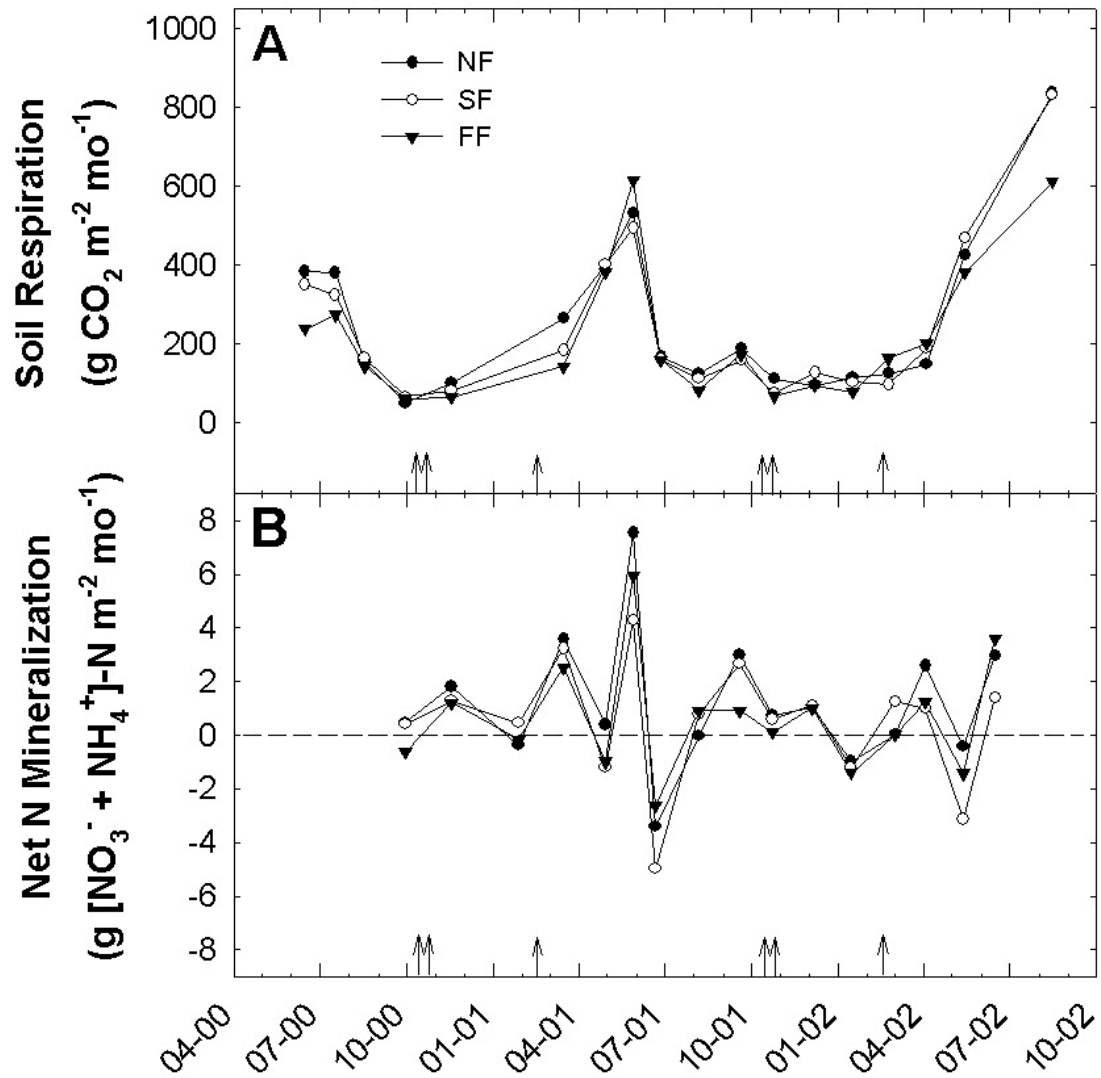 A
Soil Respiration
(g CO₂ m⁻² mo⁻¹)
1000
800
600
400
200
0
NF
SF
FF
B
Net N Mineralization
(g [NO₃⁻ + NH₄⁺]-N m⁻² mo⁻¹)
8
6
4
2
0
-2
-4
-6
-8
04-00
07-00
10-00
01-01
04-01
07-01
10-01
01-02
04-02
07-02
10-02